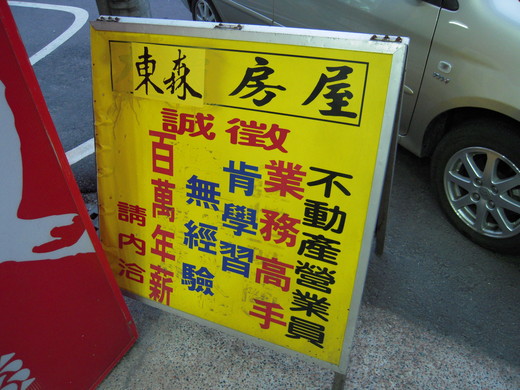 東森房屋
誠徵
不動產營業員
業務高手
肯學習
無經驗
百萬年薪
請內洽